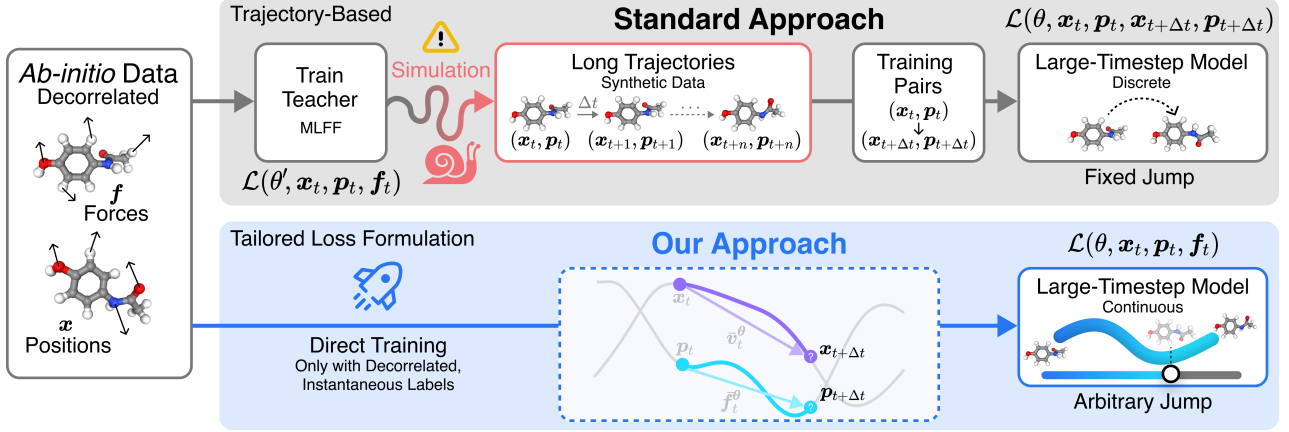 Ab-initio Data
Decorrelated
f
Forces
x
Positions
Trajectory-Based
Standard Approach
Train
Teacher
MLFF
ℒ(θ′, x_t, p_t, f_t)
Simulation
Long Trajectories
Synthetic Data
Δt
(x_t, p_t)
(x_{t+1}, p_{t+1})
(x_{t+n}, p_{t+n})
Training
Pairs
(x_t, p_t)
↓
(x_{t+Δt}, p_{t+Δt})
ℒ(θ, x_t, p_t, x_{t+Δt}, p_{t+Δt})
Large-Timestep Model
Discrete
Fixed Jump
Tailored Loss Formulation
Direct Training
Only with Decorrelated,
Instantaneous Labels
Our Approach
x_t
v̄_t^θ
x_{t+Δt}
?
p_t
f̄_t^θ
p_{t+Δt}
?
ℒ(θ, x_t, p_t, f_t)
Large-Timestep Model
Continuous
Arbitrary Jump